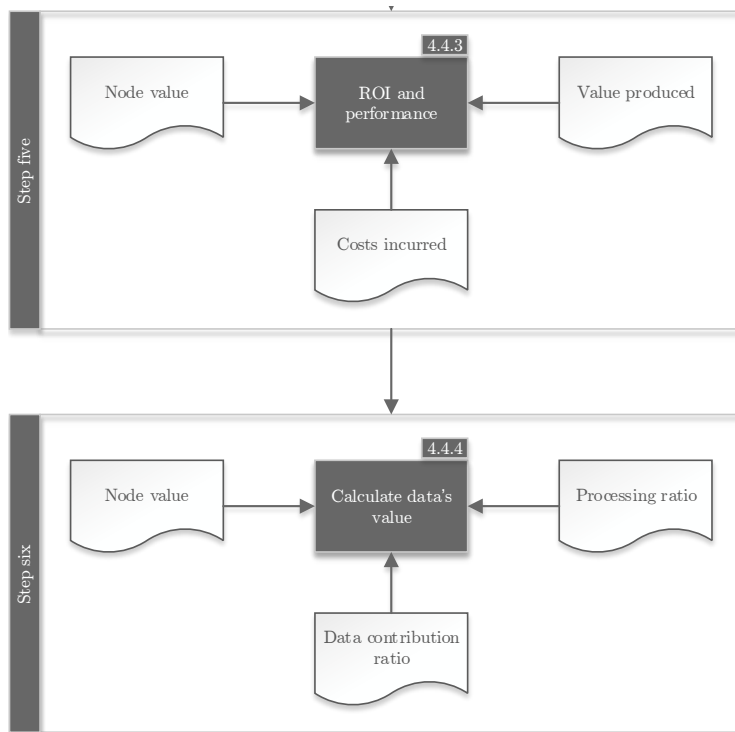 Step five
4.4.3
Node value
ROI and
performance
Value produced
Costs incurred
Step six
4.4.4
Node value
Calculate data's
value
Processing ratio
Data contribution
ratio